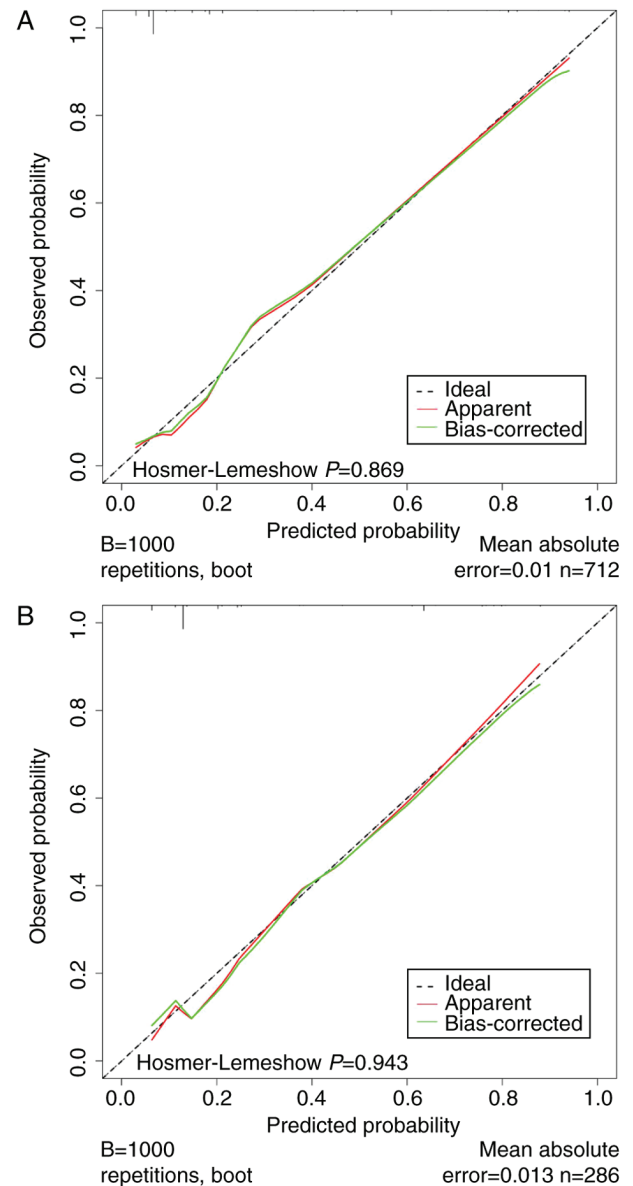 A
1.0
0.8
0.6
0.4
0.2
0.0
Observed probability
Ideal
Apparent
Bias-corrected
Hosmer-Lemeshow P=0.869
0.0 0.2 0.4 0.6 0.8 1.0
Predicted probability
B=1000
repetitions, boot
Mean absolute
error=0.01 n=712
B
1.0
0.8
0.6
0.4
0.2
0.0
Observed probability
Ideal
Apparent
Bias-corrected
Hosmer-Lemeshow P=0.943
0.0 0.2 0.4 0.6 0.8 1.0
Predicted probability
B=1000
repetitions, boot
Mean absolute
error=0.013 n=286